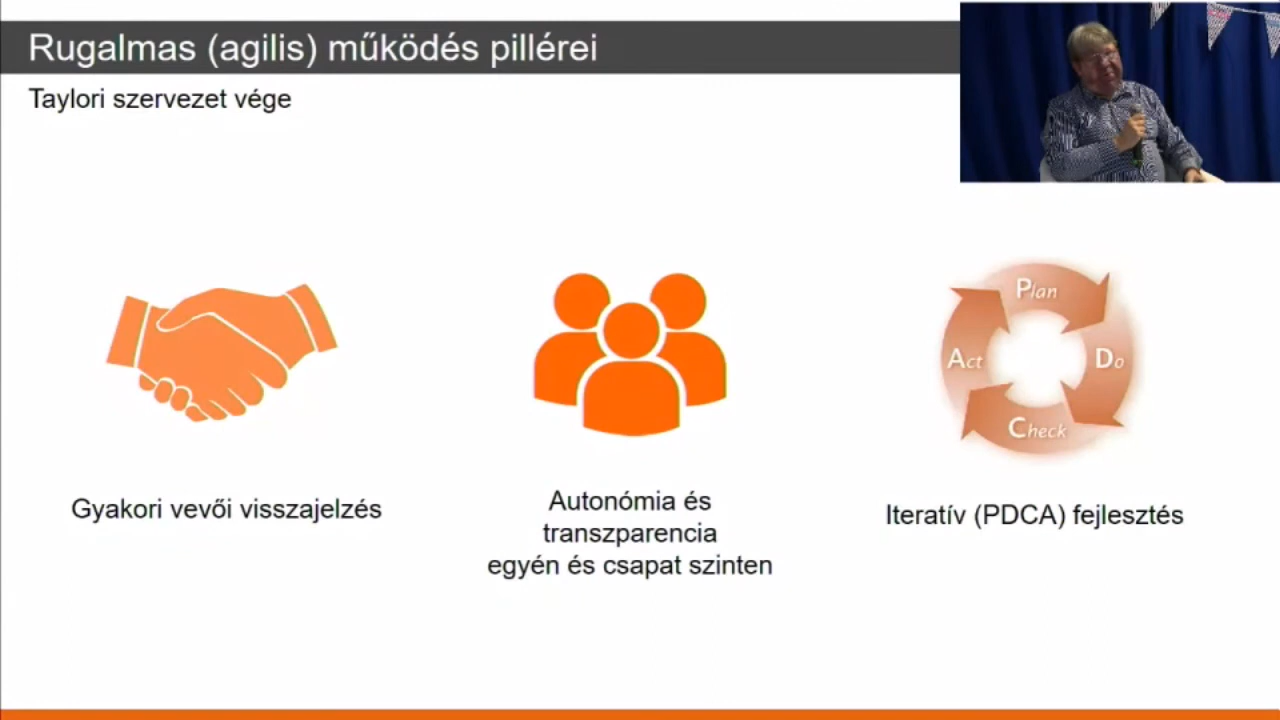 Rugalmas (agilis) működés pillérei
Taylori szervezet vége
Plan
Do
Check
Act
Gyakori vevői visszajelzés
Autonómia és
transzparencia
egyén és csapat szinten
Iteratív (PDCA) fejlesztés